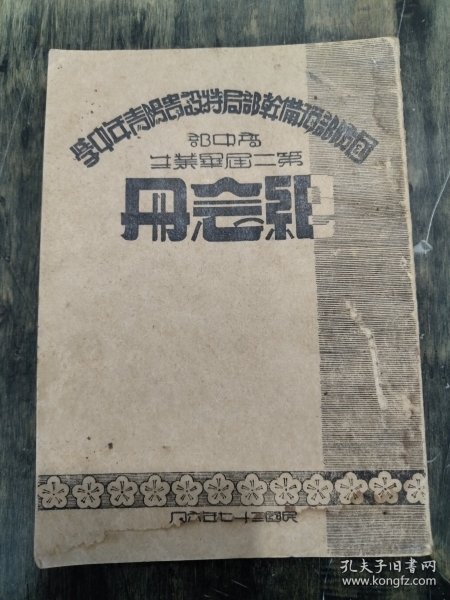 國防部預備幹部局特設貴陽青年中學
高中部
第二屆畢業生
紀念冊
民國三十七年六月
孔夫子旧书网
www.kongfz.com